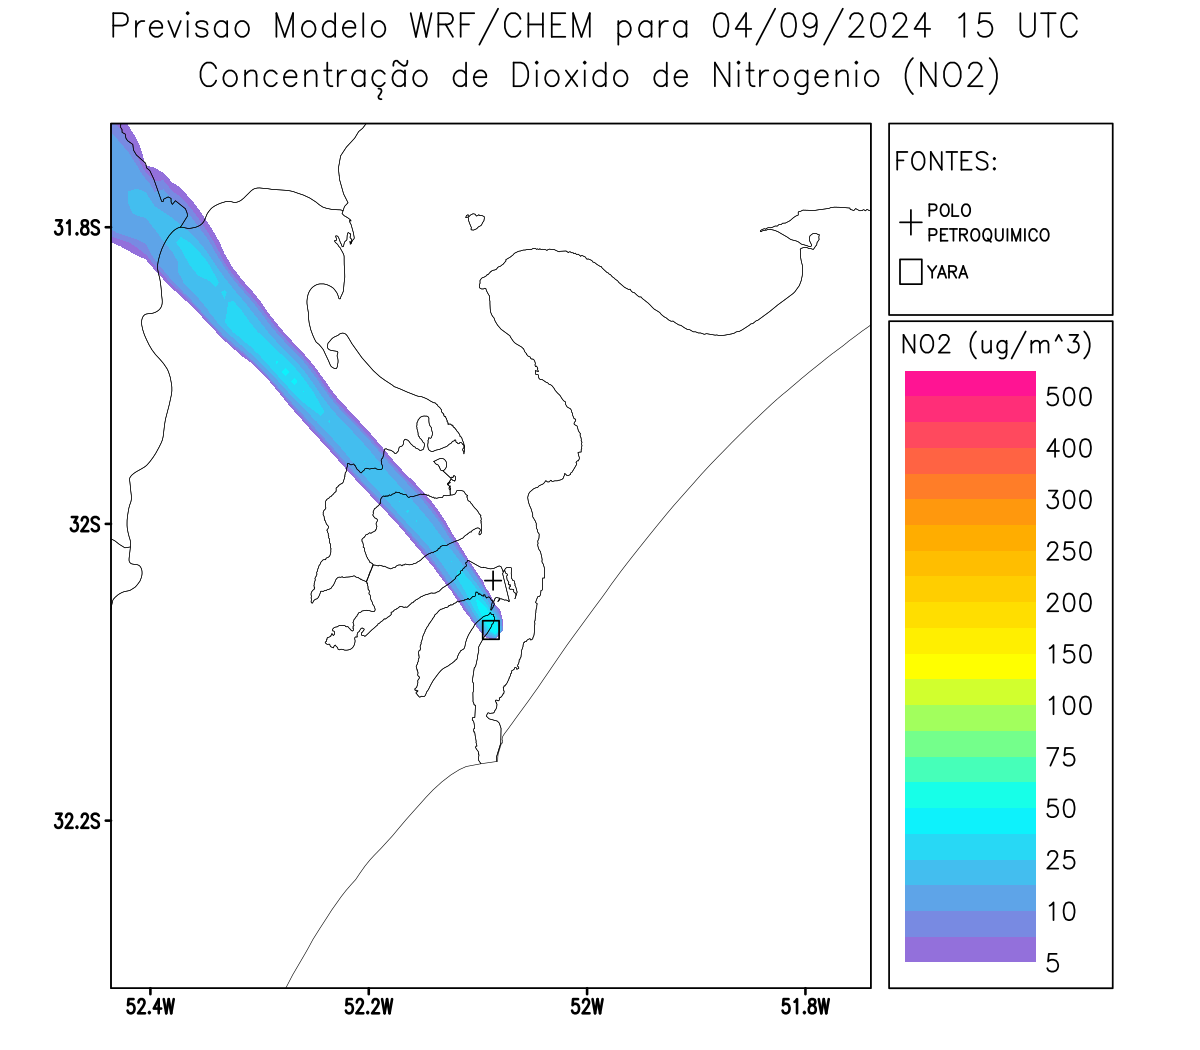 Previsao Modelo WRF/CHEM para 04/09/2024 15 UTC
Concentração de Dioxido de Nitrogenio (NO2)
FONTES:
POLO
PETROQUIMICO
YARA
31.8S
32S
32.2S
52.4W
52.2W
52W
51.8W
NO2 (ug/m^3)
500
400
300
250
200
150
100
75
50
25
10
5